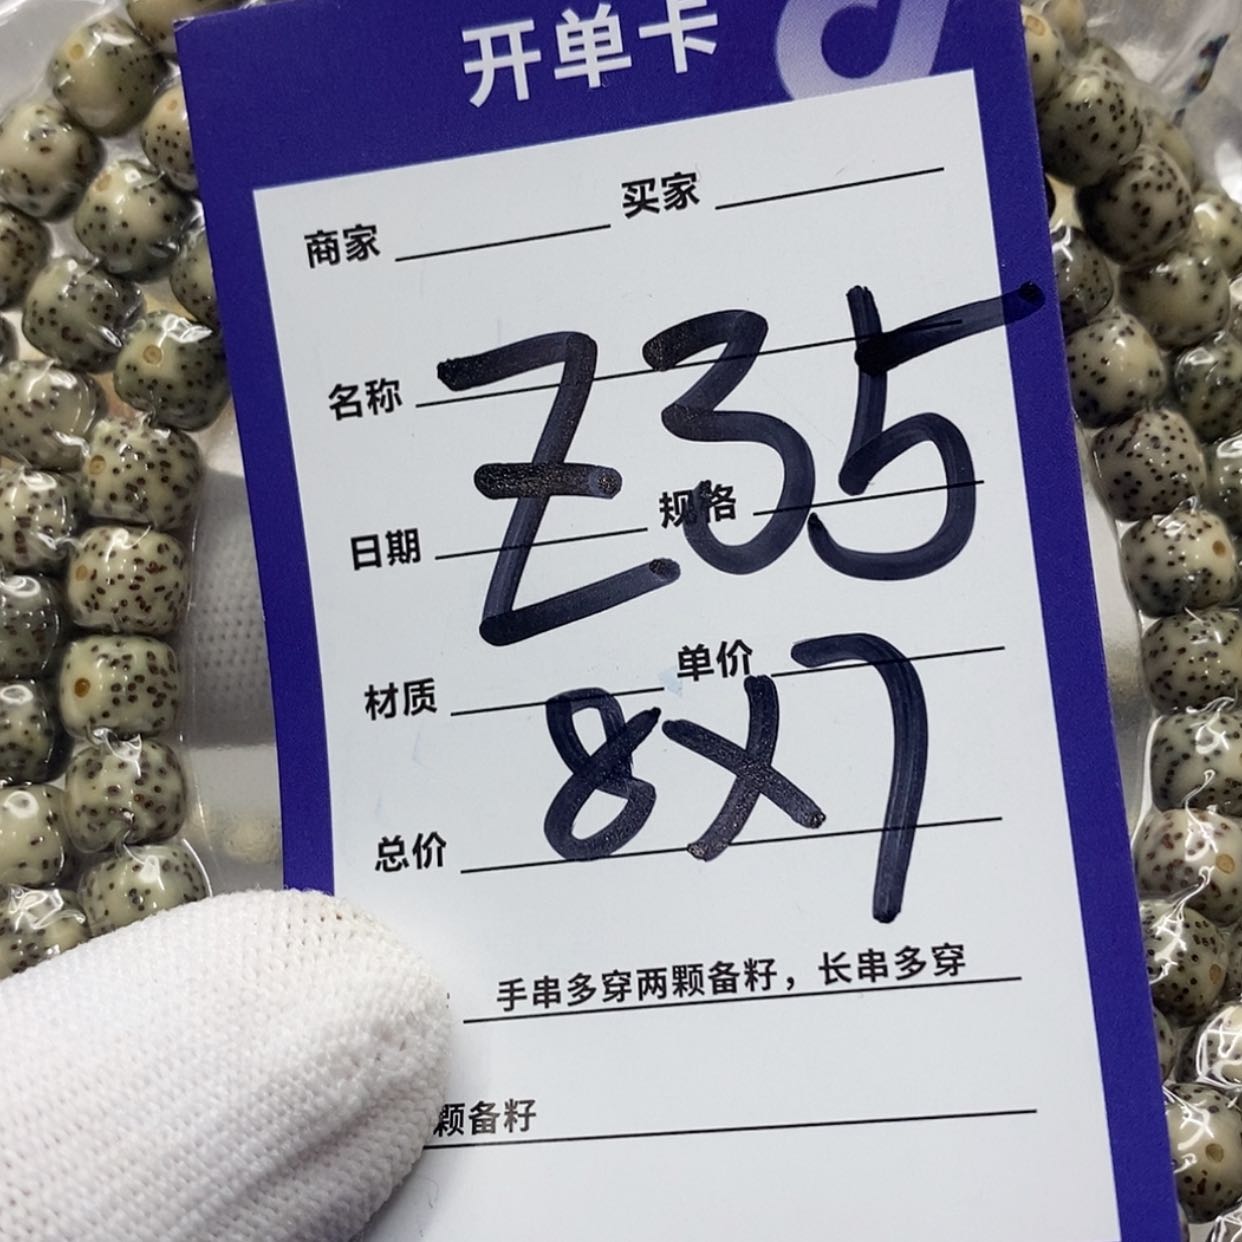 开单卡
商家 买家
名称
Z35
日期 规格
材质 单价
8X7
总价
手串多穿两颗备籽，长串多穿
颗备籽